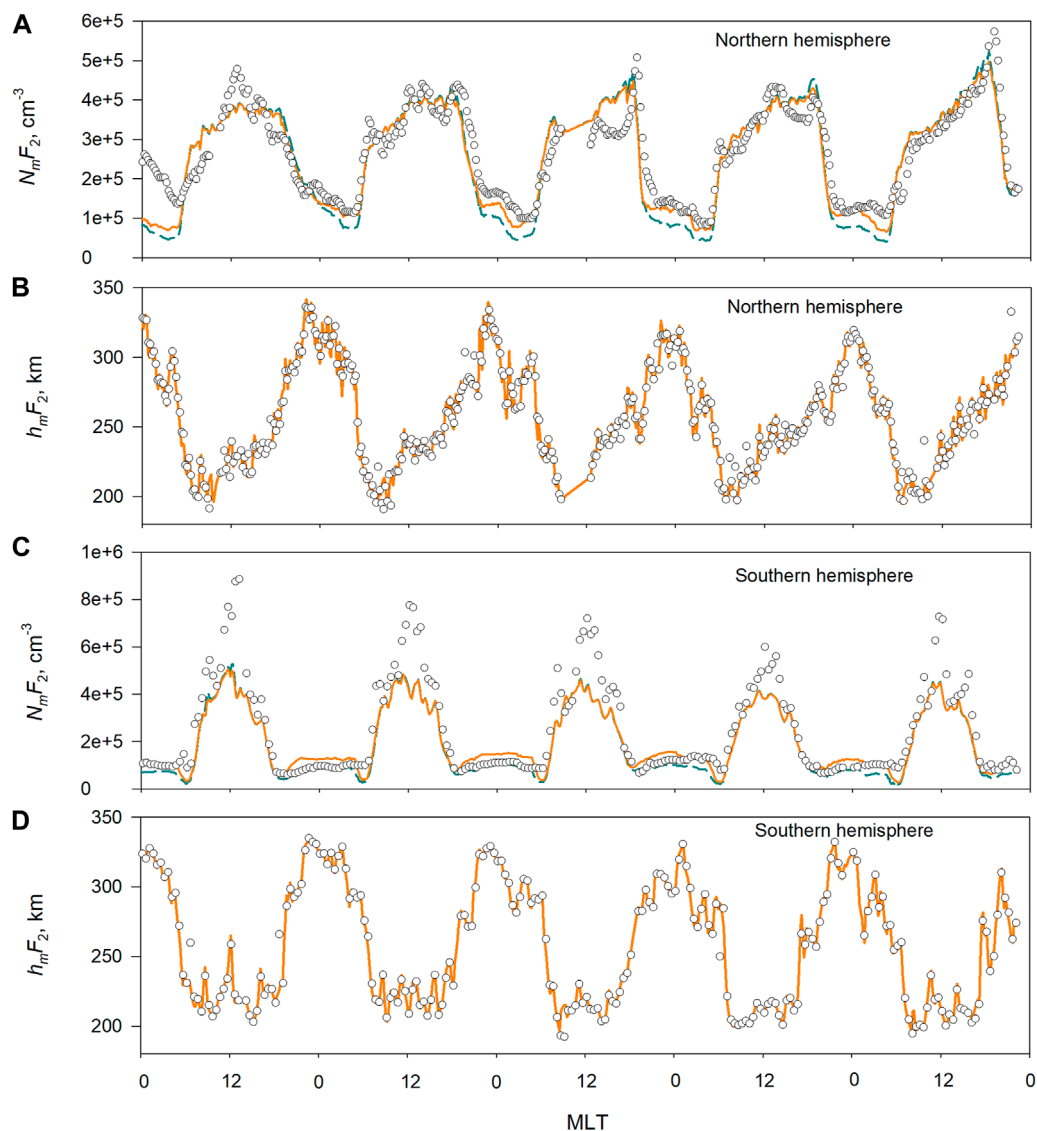 A
6e+5
Northern hemisphere
5e+5
4e+5
NmF2, cm-3
3e+5
2e+5
1e+5
0
B
350
Northern hemisphere
300
hmF2, km
250
200
C
1e+6
Southern hemisphere
8e+5
NmF2, cm-3
6e+5
4e+5
2e+5
0
D
350
Southern hemisphere
300
hmF2, km
250
200
0 12 0 12 0 12 0 12 0 12 0
MLT